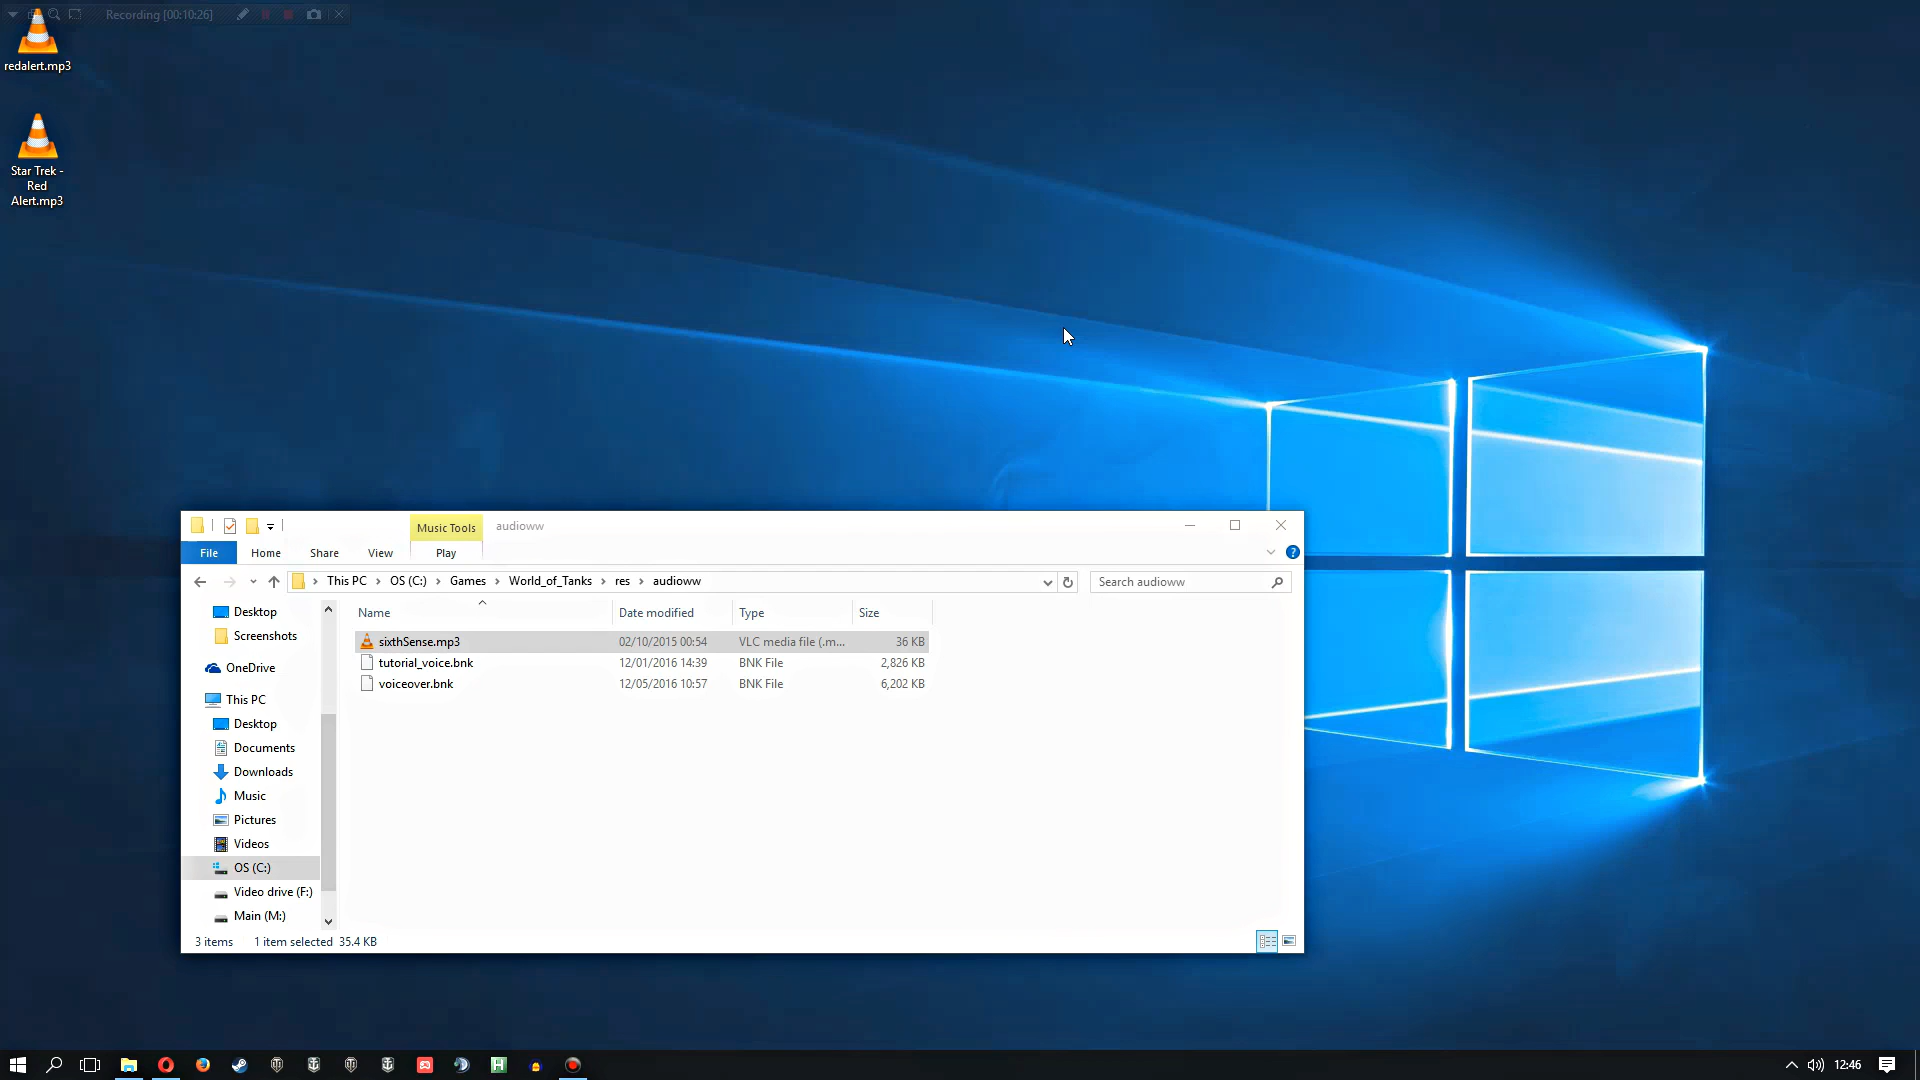 Recording [00:10:26]
redalert.mp3
Star Trek -
Red
Alert.mp3
Music Tools
audioww
File
Home
Share
View
Play
This PC
OS (C:)
Games
World_of_Tanks
res
audioww
Search audioww
Desktop
Screenshots
OneDrive
This PC
Desktop
Documents
Downloads
Music
Pictures
Videos
OS (C:)
Video drive (F:)
Main (M:)
Name Date modified Type Size
sixthSense.mp3 02/10/2015 00:54 VLC media file (.m... 36 KB
tutorial_voice.bnk 12/01/2016 14:39 BNK File 2,826 KB
voiceover.bnk 12/05/2016 10:57 BNK File 6,202 KB
3 items 1 item selected 35.4 KB
12:46